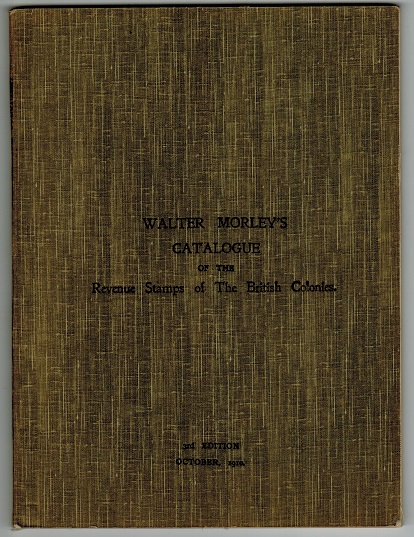 WALTER MORLEY'S
CATALOGUE
OF THE
Revenue Stamps of The British Colonies.
3rd EDITION
OCTOBER, 1910.